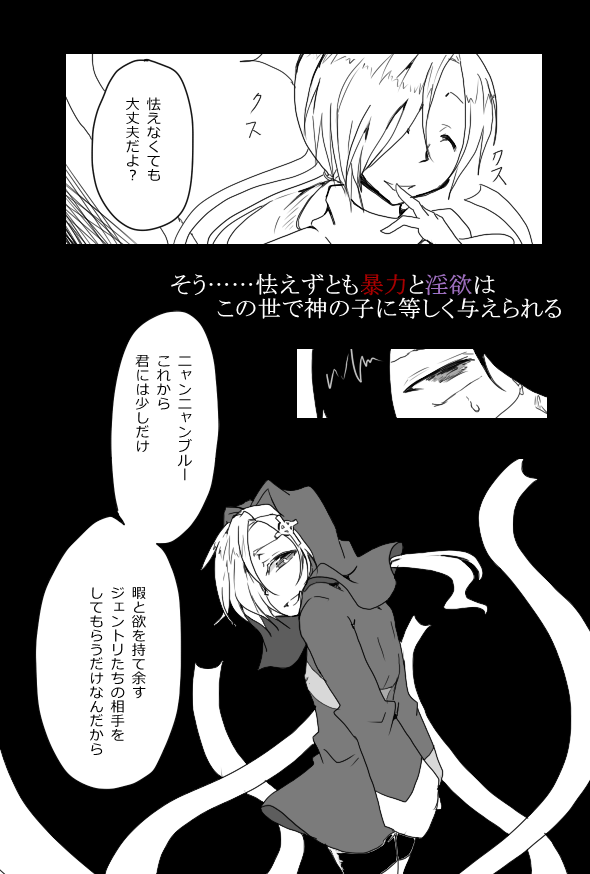 クス
クス
怯えなくても
大丈夫だよ？
そう……怯えずとも暴力と淫欲は
この世で神の子に等しく与えられる
ニャンニャンブルー
これから
君には少しだけ
暇と欲を持て余す
ジェントリたちの相手を
してもらうだけなんだから